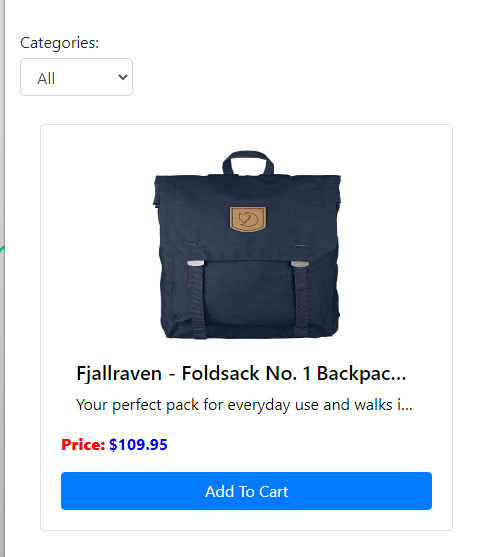 Categories:
All
Fjallraven - Foldsack No. 1 Backpac...
Your perfect pack for everyday use and walks i...
Price: $109.95
Add To Cart